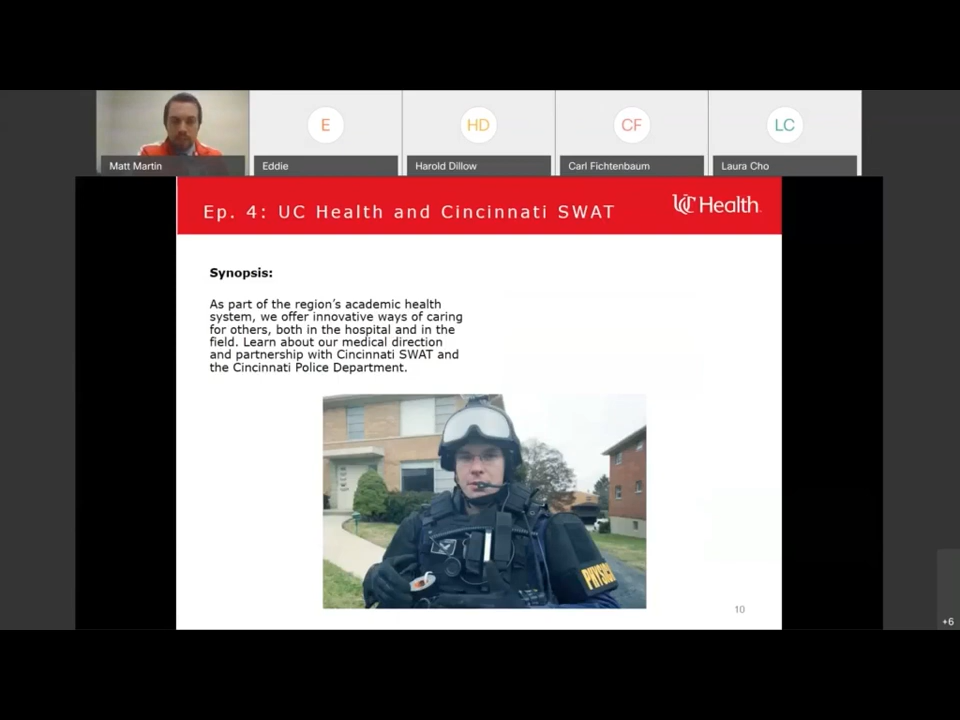 Matt Martin
E
Eddie
HD
Harold Dillow
CF
Carl Fichtenbaum
LC
Laura Cho
Ep. 4: UC Health and Cincinnati SWAT
UC Health
Synopsis:
As part of the region's academic health
system, we offer innovative ways of caring
for others, both in the hospital and in the
field. Learn about our medical direction
and partnership with Cincinnati SWAT and
the Cincinnati Police Department.
10
+6